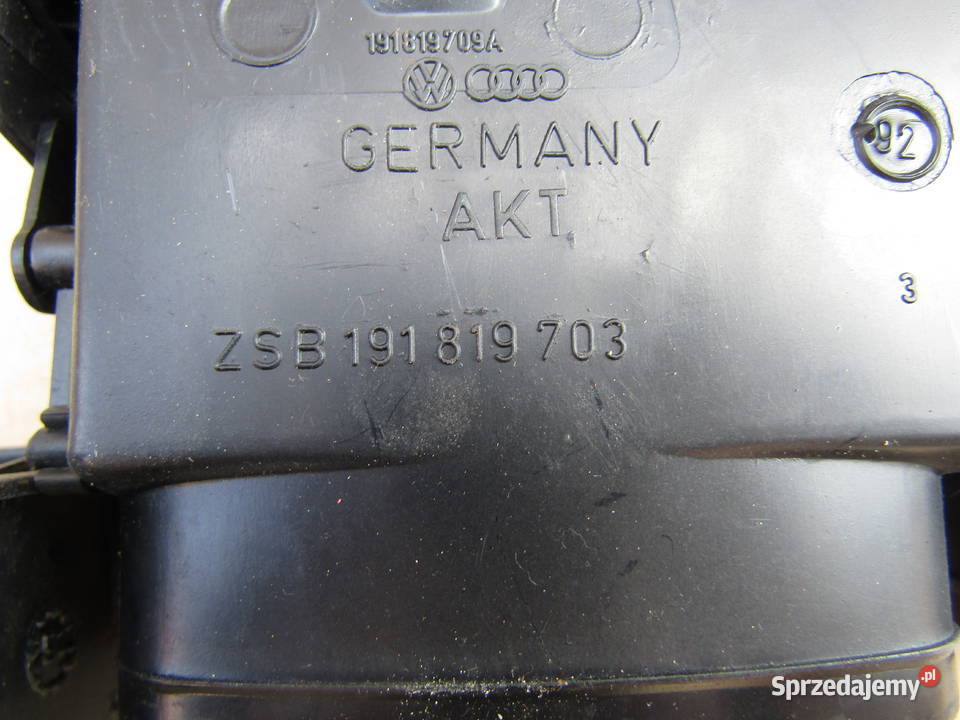 191819709A
GERMANY
AKT
92
3
ZSB 191 819 703
Sprzedajemy.pl